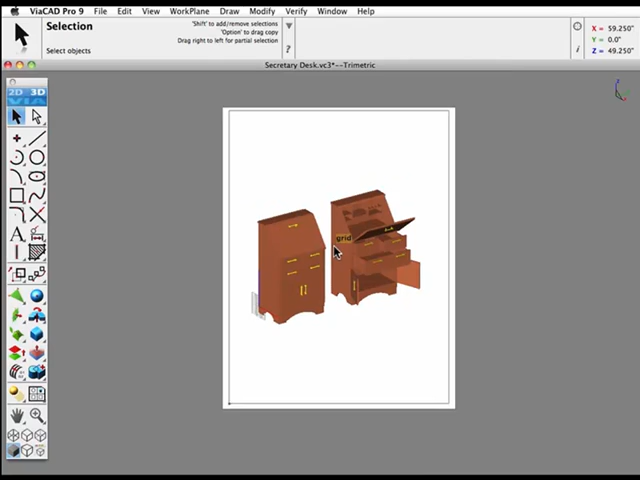 ViaCAD Pro 9 File Edit View WorkPlane Draw Modify Verify Window Help
Selection
'Shift' to add/remove selections
'Option' to drag copy
Drag right to left for partial selection
Select objects
?
i
X = 59.250"
Y = 0.0"
Z = 49.250"
Secretary Desk.vc3*--Trimetric
2D 3D
VIA
A
grid